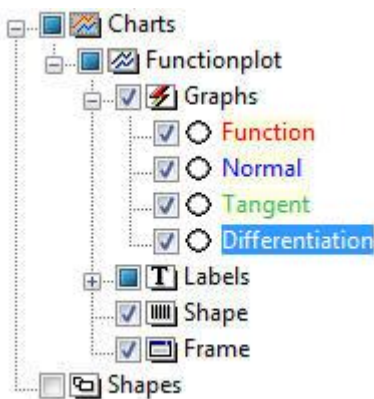 Charts
Functionplot
Graphs
Function
Normal
Tangent
Differentiation
Labels
Shape
Frame
Shapes